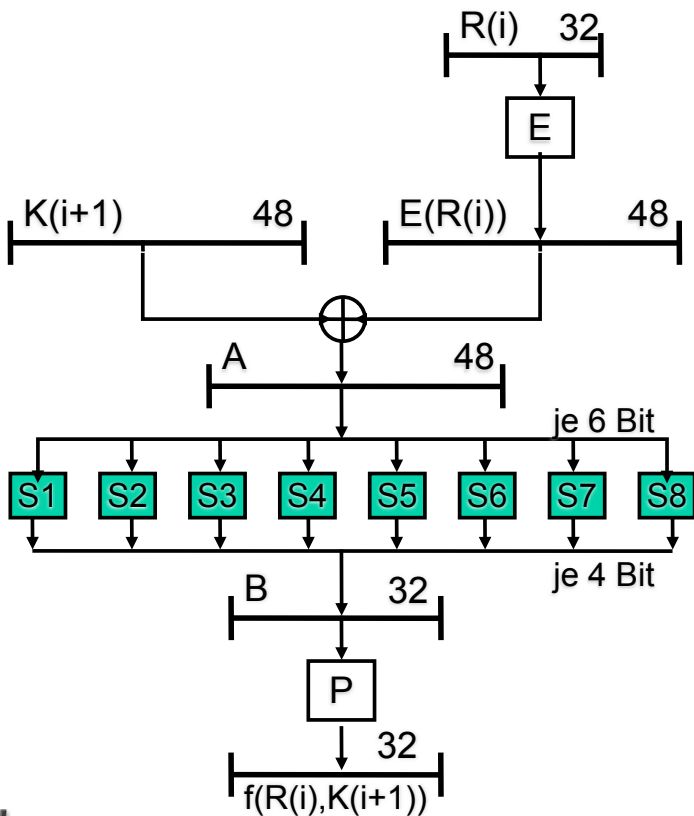 R(i) 32
E
K(i+1) 48 E(R(i)) 48
A 48
je 6 Bit
S1 S2 S3 S4 S5 S6 S7 S8
je 4 Bit
B 32
P
32
f(R(i),K(i+1))